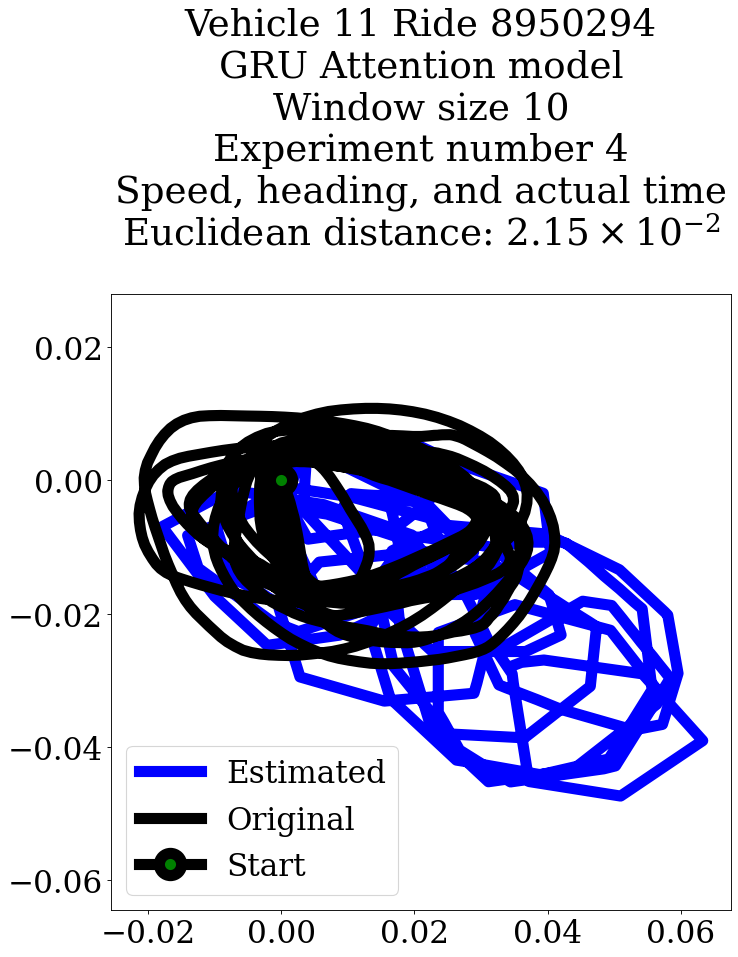 Vehicle 11 Ride 8950294
GRU Attention model
Window size 10
Experiment number 4
Speed, heading, and actual time
Euclidean distance: 2.15 × 10⁻²
0.02
0.00
−0.02
−0.04
−0.06
Estimated
Original
Start
−0.02 0.00 0.02 0.04 0.06